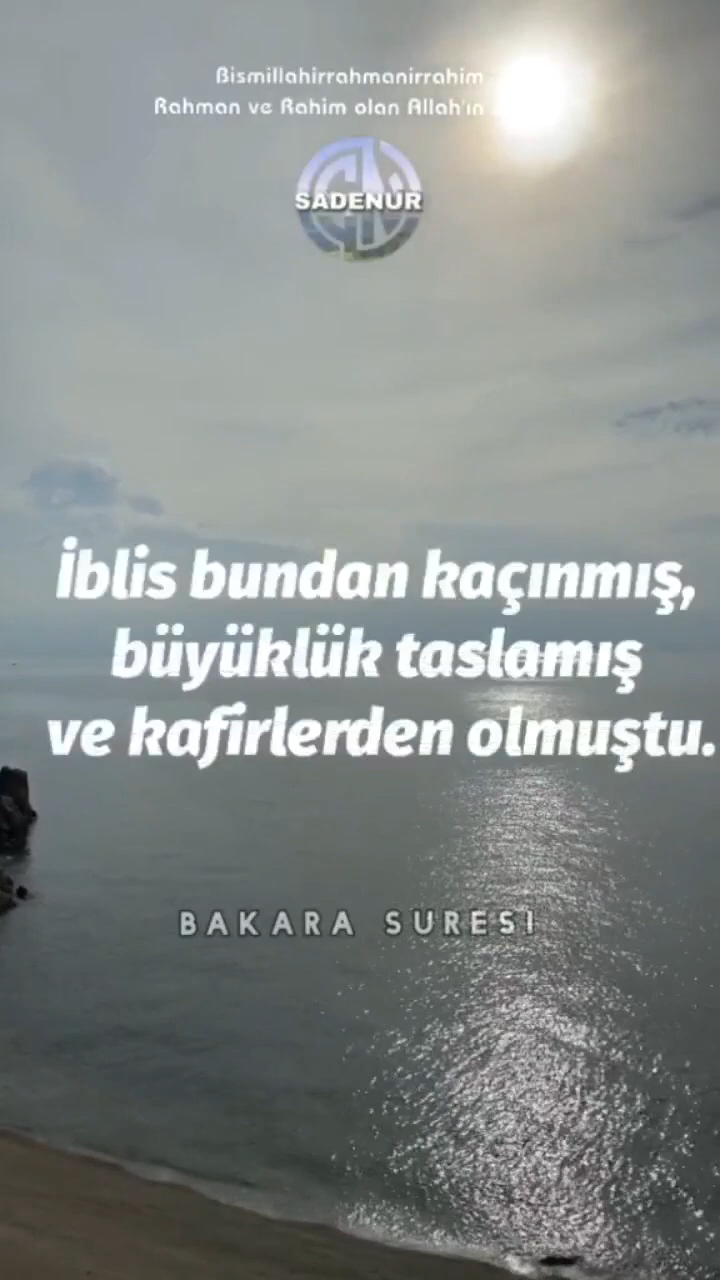 Bismillahirrahmanirrahim
Rahman ve Rahim olan Allah'ın
SADENUR
İblis bundan kaçınmış,
büyüklük taslamış
ve kafirlerden olmuştu.
BAKARA SURESİ